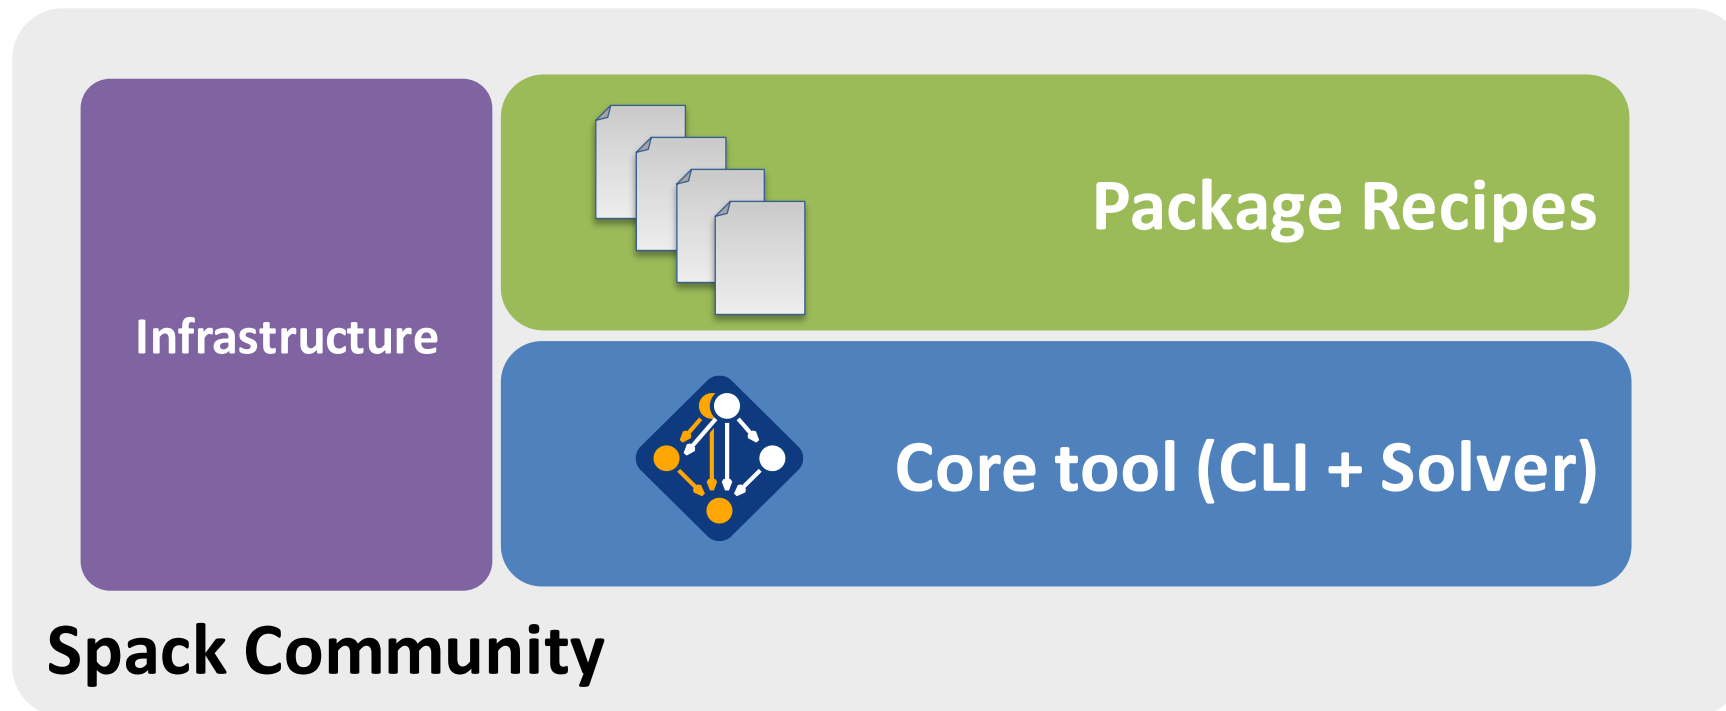 Package Recipes
Infrastructure
Core tool (CLI + Solver)
Spack Community